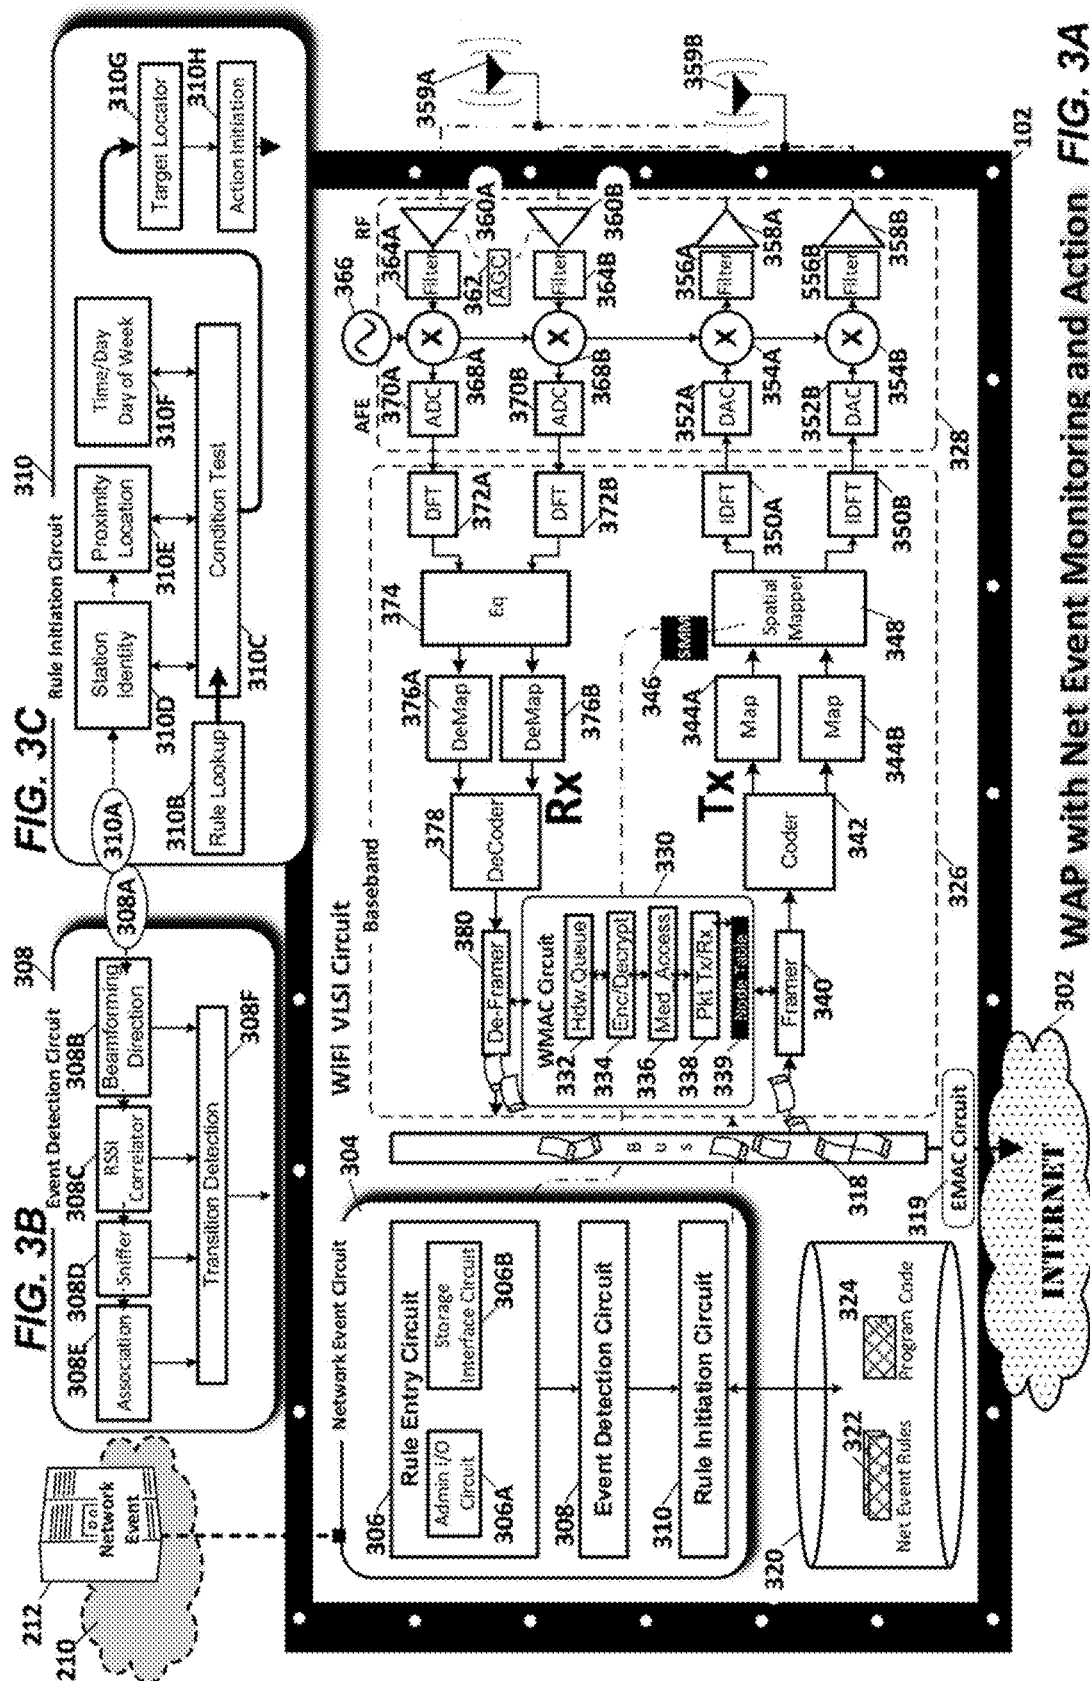 FIG. 3B
308
Event Detection Circuit
308E
308D
308C
308B
Association
Sniffer
RSSI
Correlator
Beamforming
Direction
308A
Transition Detection
308F
FIG. 3C
310
Rule Initiation Circuit
310A
Station
Identity
Proximity
Location
Time/Day
Day of Week
310D
310E
310F
310B
Rule Lookup
Condition Test
310C
310G
Target Locator
310H
Action Initiation
212
210
Network
Event
Network Event Circuit
304
306
Rule Entry Circuit
Admin I/O
Circuit
306A
Storage
Interface Circuit
306B
308
Event Detection Circuit
310
Rule Initiation Circuit
320
322
Net Event Rules
324
Program Code
BUS
318
319
EMAC Circuit
INTERNET
302
WiFi VLSI Circuit
Baseband
380
De-Framer
WMAC Circuit
332
Hdw Queue
334
Enc/Decrypt
336
Med. Access
338
Pkt Tx/Rx
339
330
Framer
340
378
DeCoder
Rx
376A
DeMap
DeMap
376B
374
Eq
DFT
372A
DFT
372B
Tx
Coder
342
344A
Map
Map
344B
346
Spatial
Mapper
348
IDFT
350A
IDFT
350B
326
AFE
RF
366
370A
ADC
368A
X
364A
Filter
360A
362
AGC
370B
ADC
368B
X
Filter
364B
360B
352A
DAC
354A
X
356A
Filter
358A
352B
DAC
354B
X
556B
Filter
358B
328
359A
359B
102
WAP with Net Event Monitoring and Action FIG. 3A